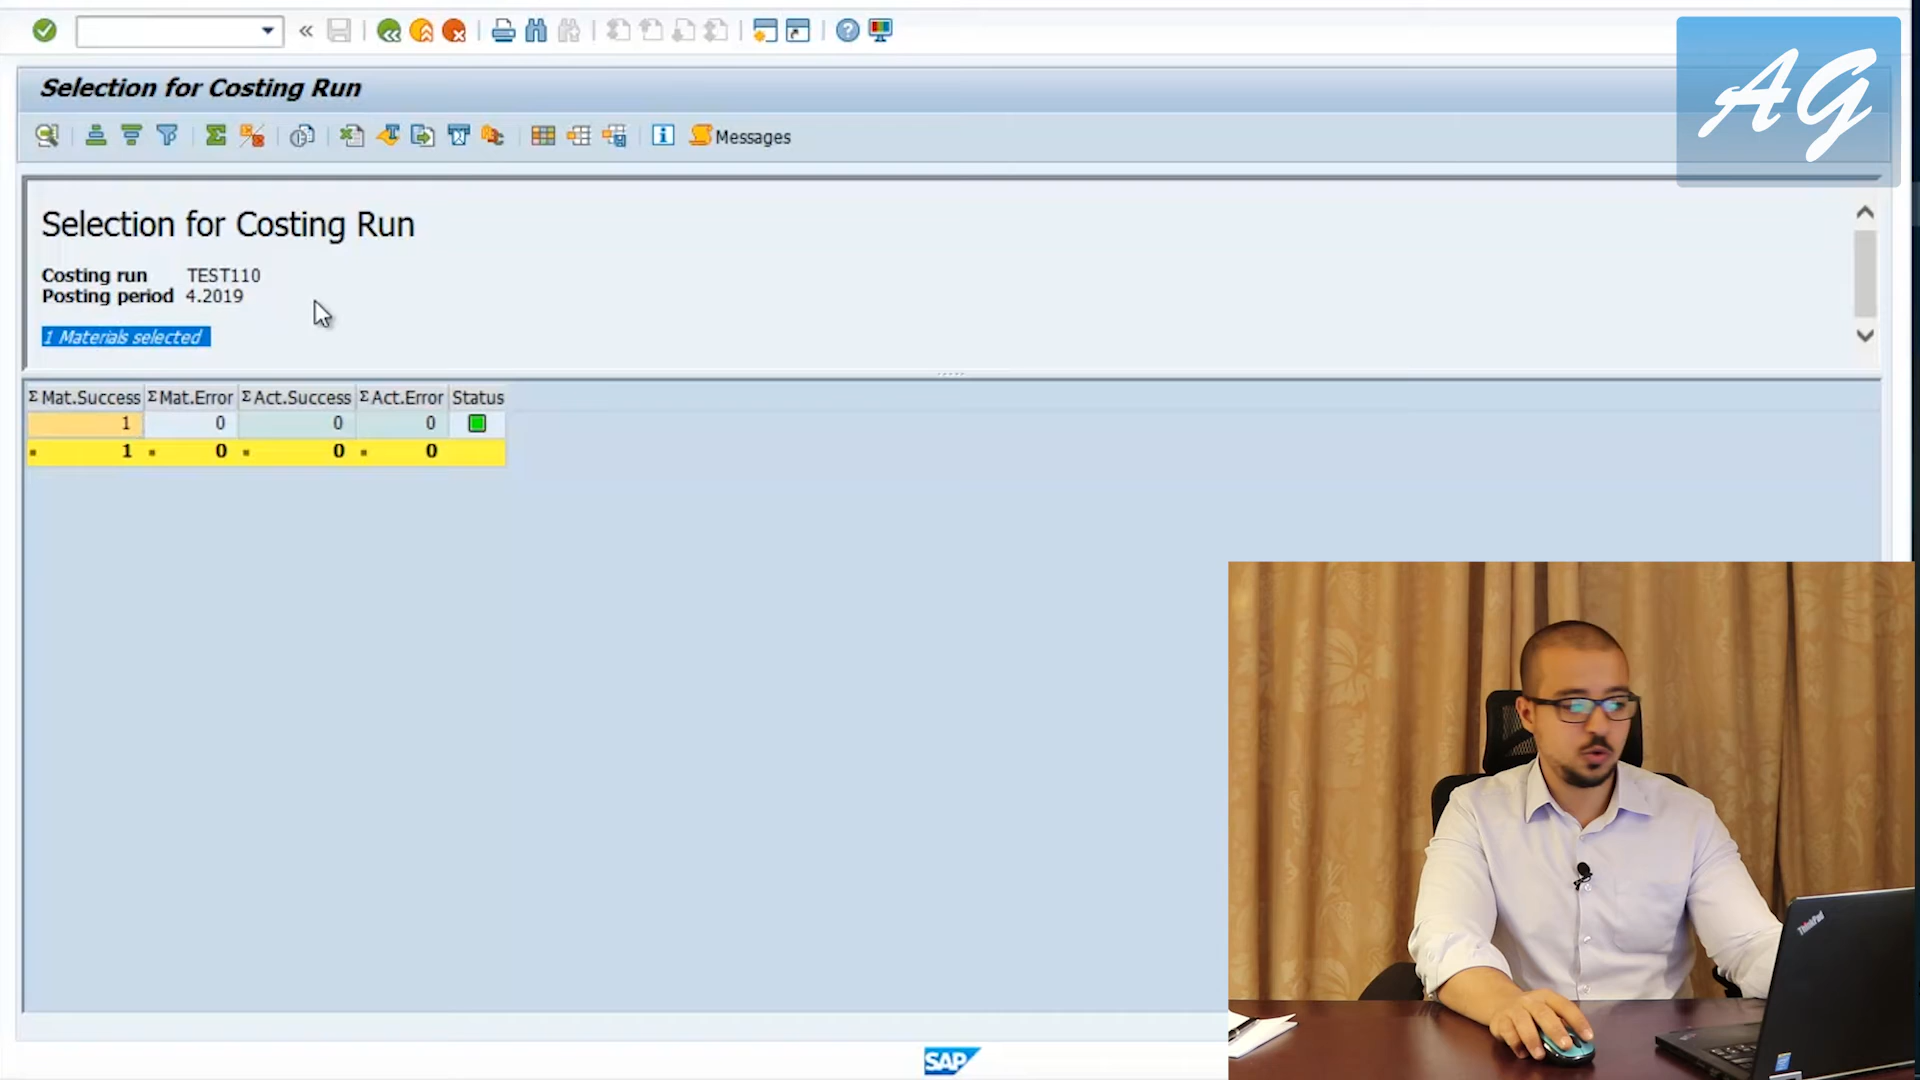 Selection for Costing Run
Messages
AG
Selection for Costing Run
Costing run TEST110
Posting period 4.2019
1 Materials selected
Σ Mat.Success Σ Mat.Error Σ Act.Success Σ Act.Error Status
1 0 0 0
1 0 0 0
ThinkPad
SAP